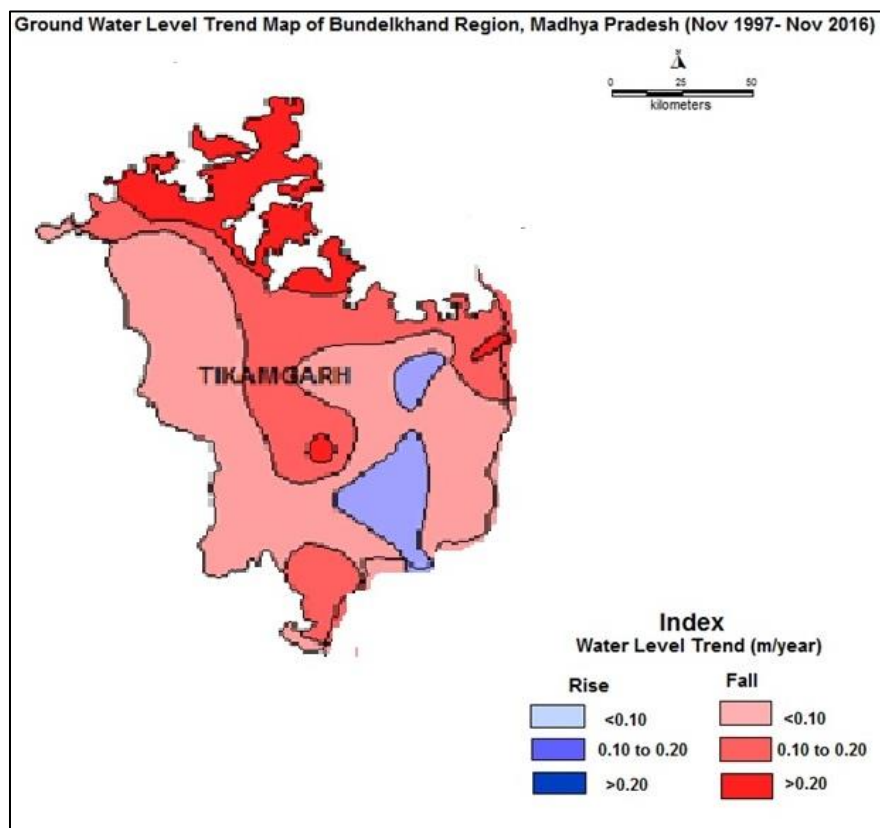 Ground Water Level Trend Map of Bundelkhand Region, Madhya Pradesh (Nov 1997- Nov 2016)
N
0 25 50
kilometers
TIKAMGARH
Index
Water Level Trend (m/year)
Rise Fall
<0.10 <0.10
0.10 to 0.20 0.10 to 0.20
>0.20 >0.20